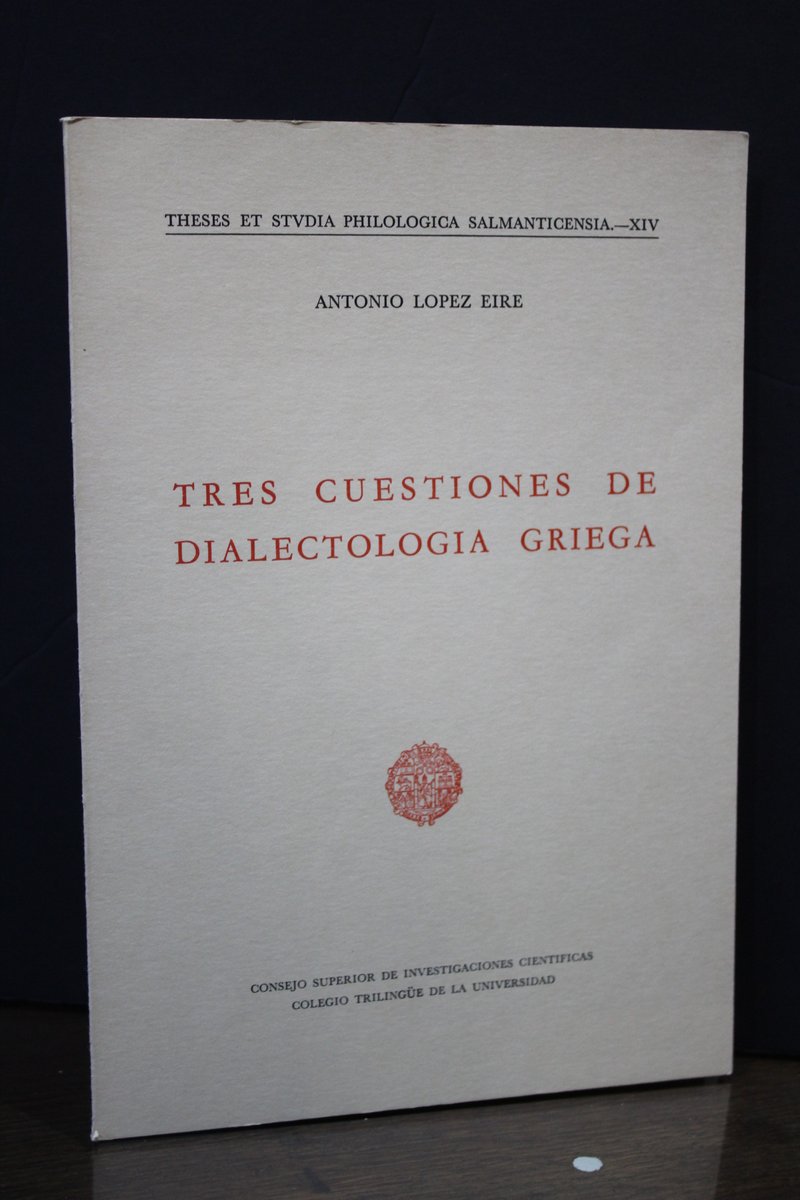 THESES ET STVDIA PHILOLOGICA SALMANTICENSIA.—XIV
ANTONIO LOPEZ EIRE
TRES CUESTIONES DE
DIALECTOLOGIA GRIEGA
CONSEJO SUPERIOR DE INVESTIGACIONES CIENTIFICAS
COLEGIO TRILINGÜE DE LA UNIVERSIDAD